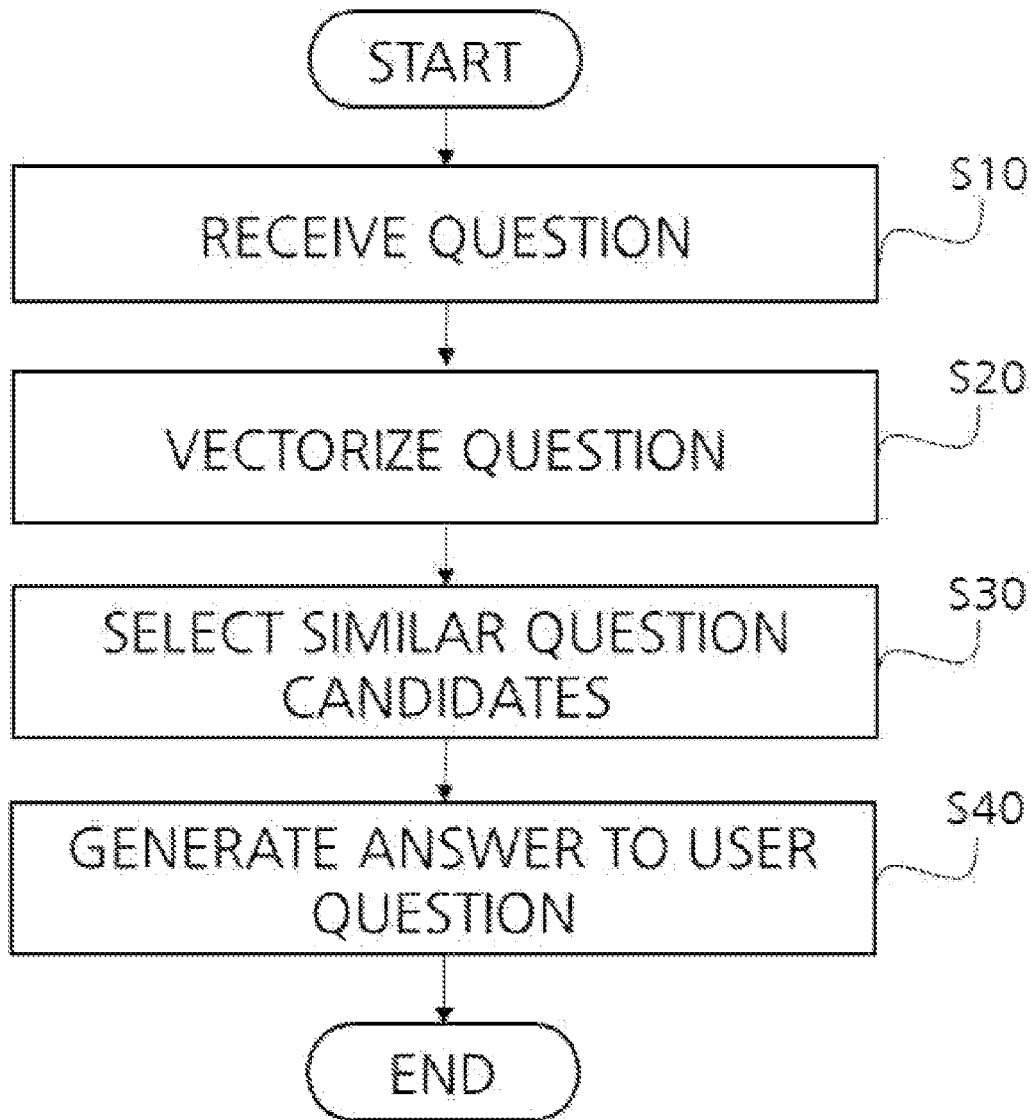 START
S10
RECEIVE QUESTION
S20
VECTORIZE QUESTION
S30
SELECT SIMILAR QUESTION
CANDIDATES
S40
GENERATE ANSWER TO USER
QUESTION
END